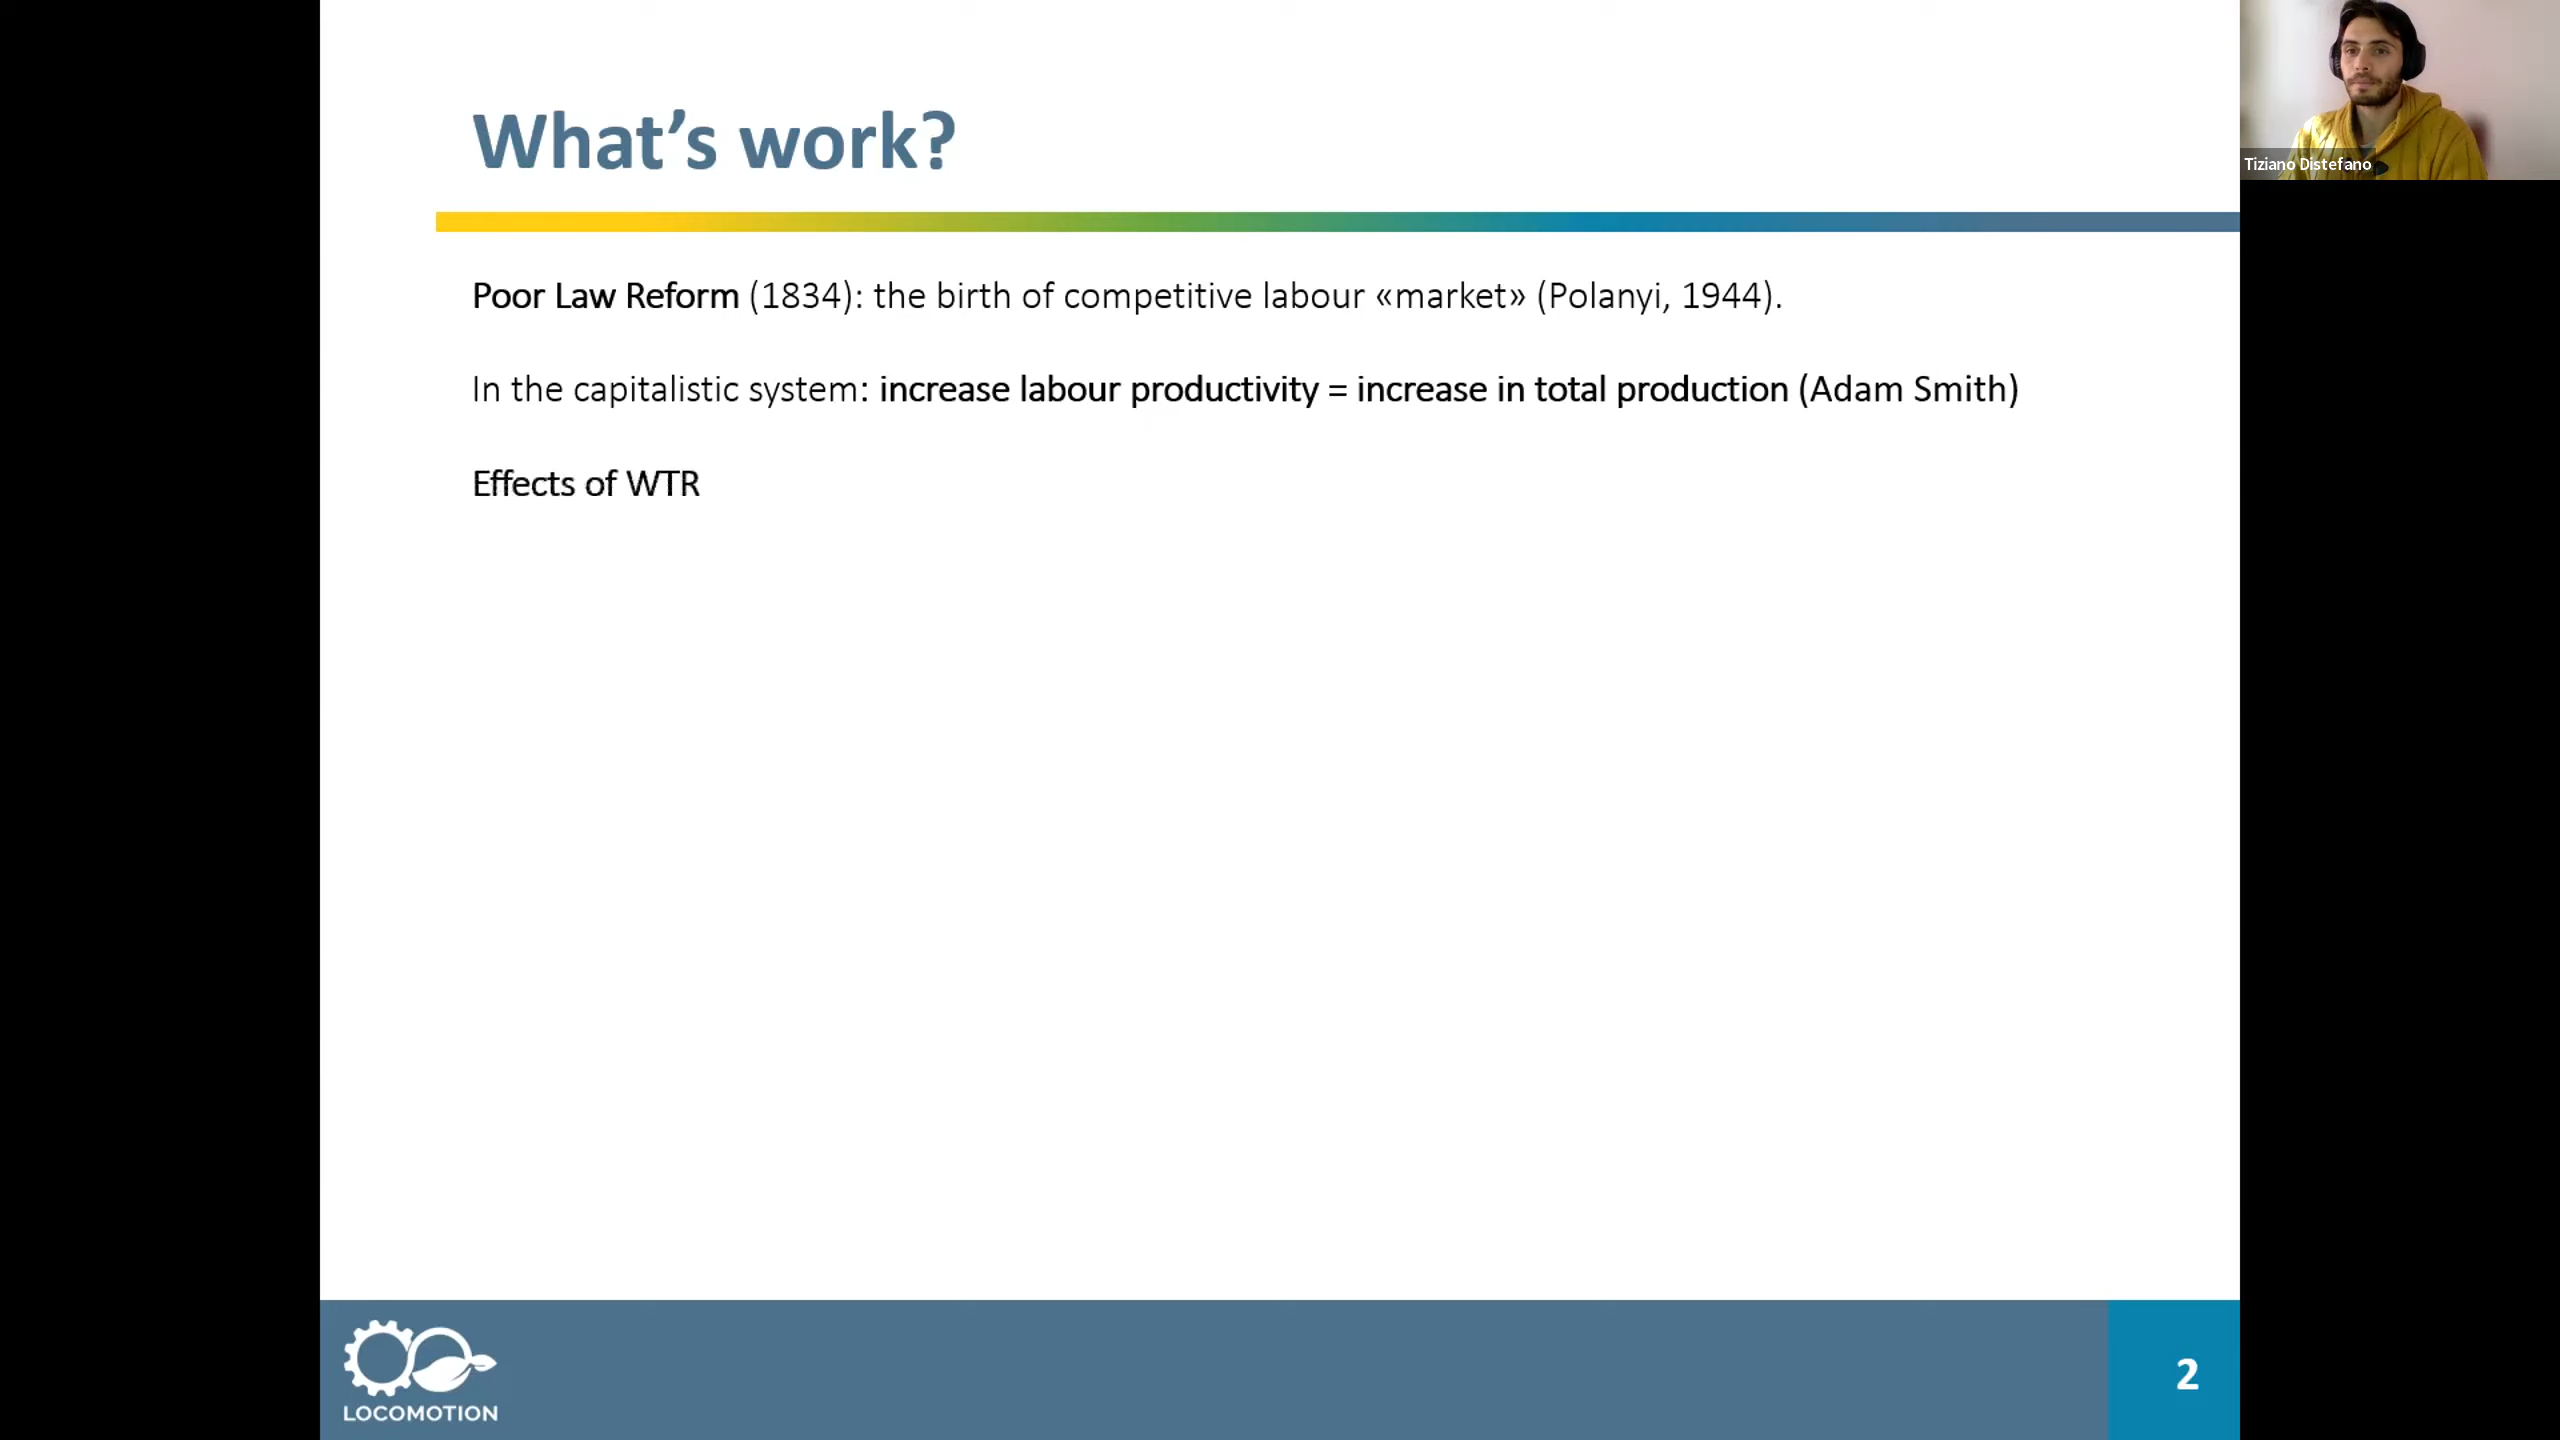 What’s work?
Tiziano Distefano
Poor Law Reform (1834): the birth of competitive labour «market» (Polanyi, 1944).
In the capitalistic system: increase labour productivity = increase in total production (Adam Smith)
Effects of WTR
LOCOMOTION
2